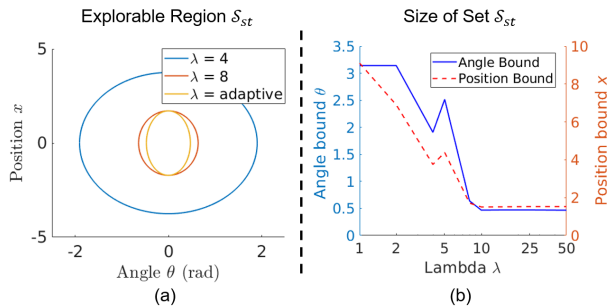 Explorable Region 𝒮ₛₜ
5
0
-5
-2
0
2
Position x
Angle θ (rad)
λ = 4
λ = 8
λ = adaptive
(a)
Size of Set 𝒮ₛₜ
3.5
3
2.5
2
1.5
1
0.5
0
Angle bound θ
Angle Bound
Position Bound
10
8
6
4
2
0
Position bound x
1
2
5
10
25
50
Lambda λ
(b)